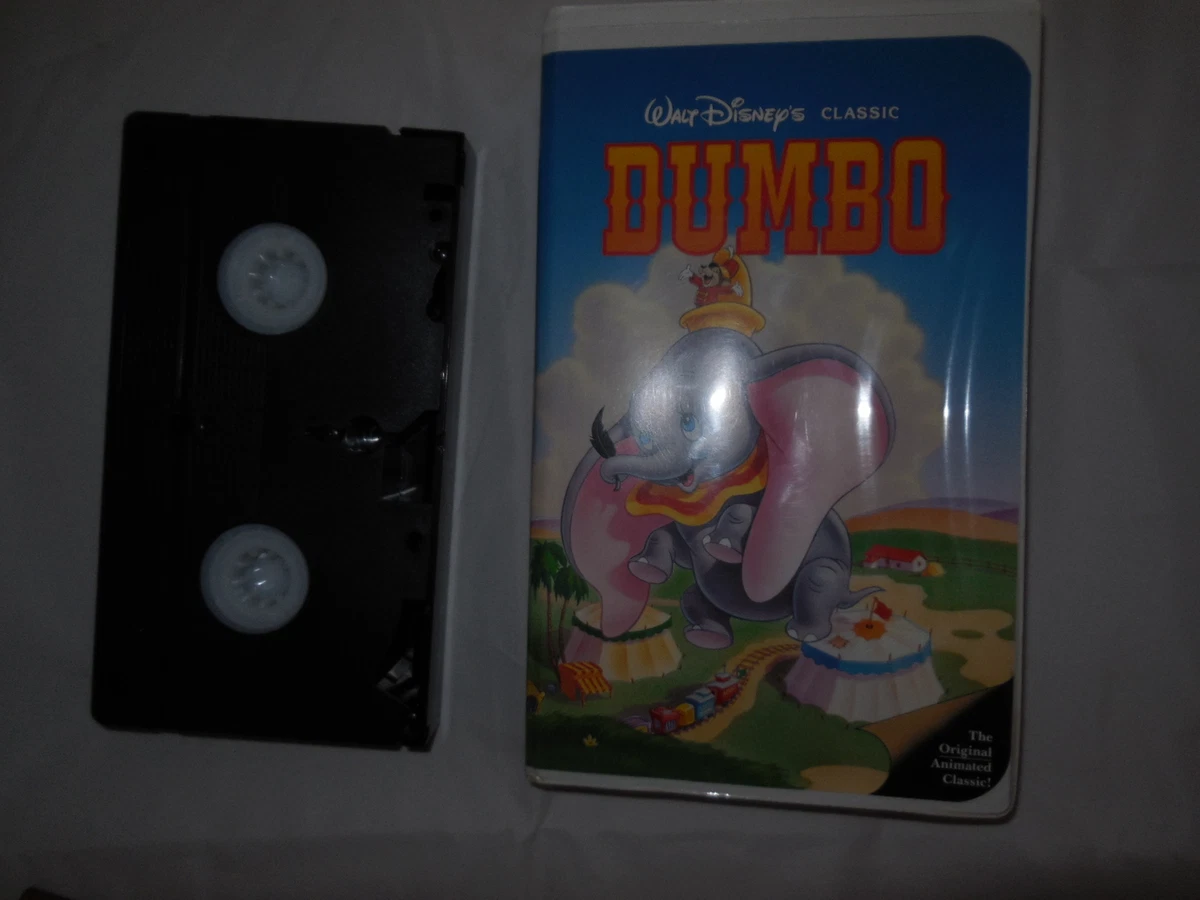 WALT DISNEY'S CLASSIC
DUMBO
The
Original
Animated
Classic!